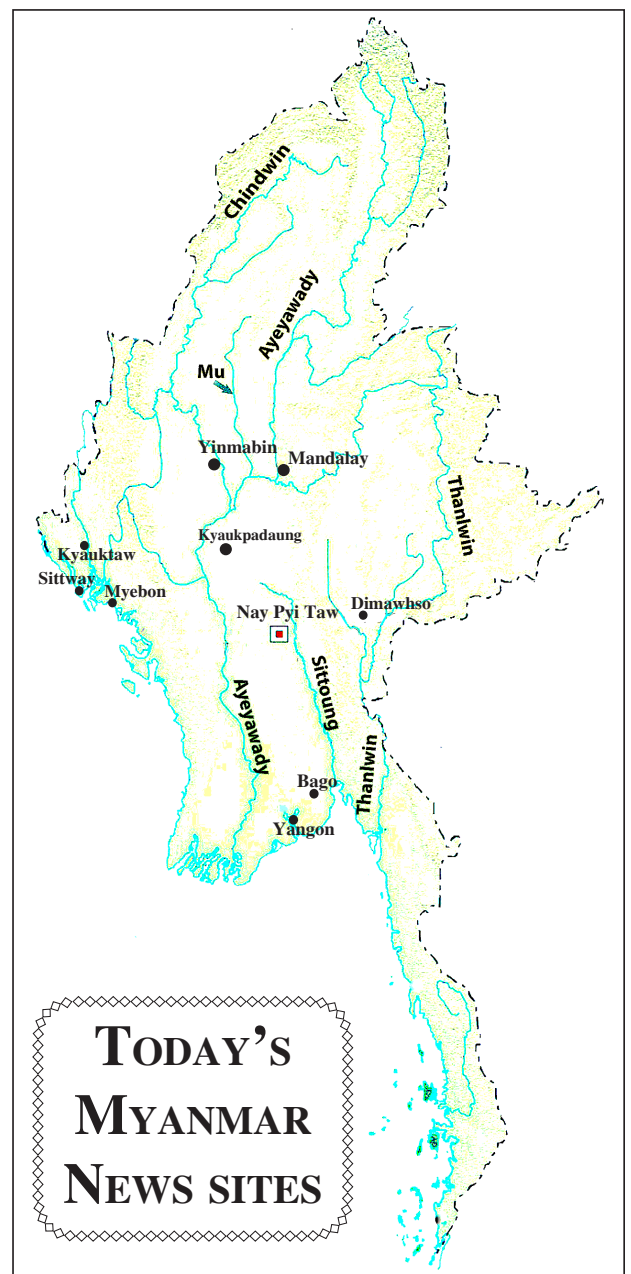 Chindwin
Ayeyawady
Mu
Yinmabin
Mandalay
Thanlwin
Kyaukpadaung
Kyauktaw
Sittway
Myebon
Dimawhso
Nay Pyi Taw
Sittoung
Ayeyawady
Thanlwin
Bago
Yangon
TODAY'S
MYANMAR
NEWS SITES